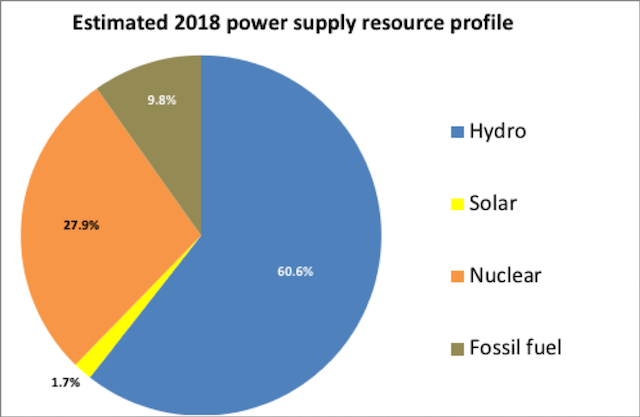 Estimated 2018 power supply resource profile
9.8%
Hydro
Solar
27.9%
60.6%
Nuclear
Fossil fuel
1.7%